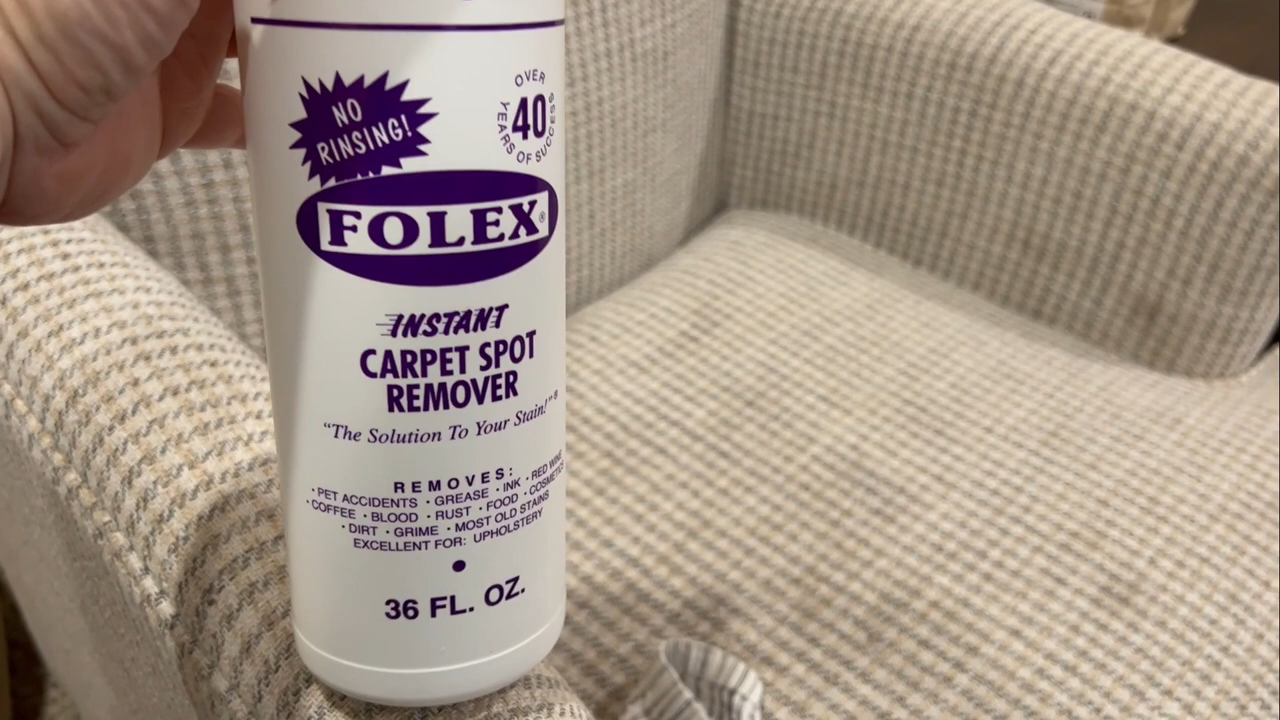 NO
RINSING!
OVER
40
YEARS OF SUCCESS
FOLEX®
INSTANT
CARPET SPOT
REMOVER
"The Solution To Your Stain!"®
REMOVES:
• PET ACCIDENTS • GREASE • INK • RED WINE
• COFFEE • BLOOD • RUST • FOOD • COSMETICS
• DIRT • GRIME • MOST OLD STAINS
EXCELLENT FOR: UPHOLSTERY
36 FL. OZ.